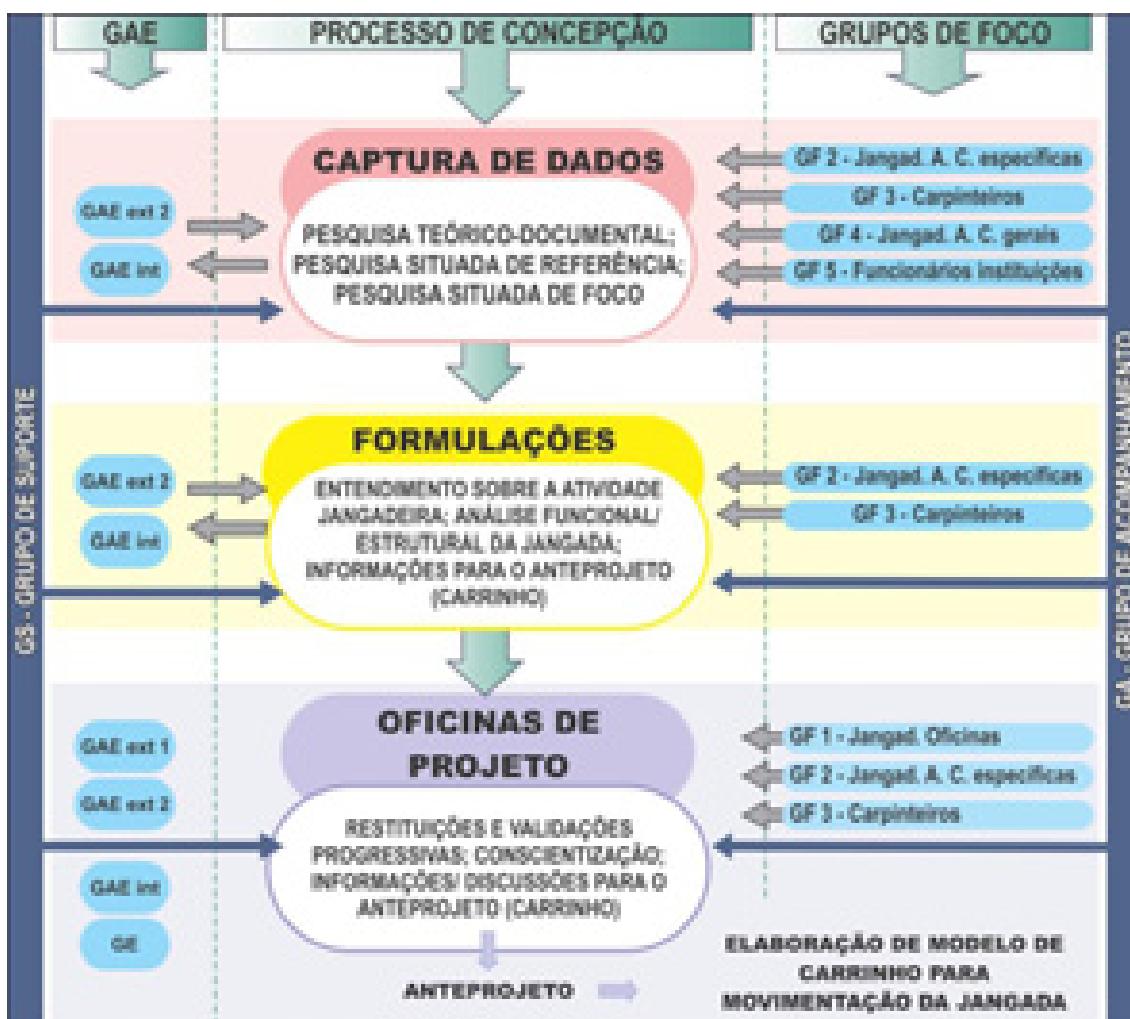 GAE
PROCESSO DE CONCEPÇÃO
GRUPOS DE FOCO
GS - GRUPO DE SUPORTE
GA - GRUPO DE ACOMPANHAMENTO
CAPTURA DE DADOS
PESQUISA TEÓRICO-DOCUMENTAL;
PESQUISA SITUADA DE REFERÊNCIA;
PESQUISA SITUADA DE FOCO
GAE ext 2
GAE int
GF 2 - Jangad. A. C. específicas
GF 3 - Carpinteiros
GF 4 - Jangad. A. C. gerais
GF 5 - Funcionários instituições
FORMULAÇÕES
ENTENDIMENTO SOBRE A ATIVIDADE
JANGADEIRA; ANÁLISE FUNCIONAL/
ESTRUTURAL DA JANGADA;
INFORMAÇÕES PARA O ANTEPROJETO
(CARRINHO)
GAE ext 2
GAE int
GF 2 - Jangad. A. C. específicas
GF 3 - Carpinteiros
OFICINAS DE
PROJETO
RESTITUIÇÕES E VALIDAÇÕES
PROGRESSIVAS; CONSCIENTIZAÇÃO;
INFORMAÇÕES/ DISCUSSÕES PARA O
ANTEPROJETO (CARRINHO)
GAE ext 1
GAE ext 2
GAE int
GE
GF 1 - Jangad. Oficinas
GF 2 - Jangad. A. C. específicas
GF 3 - Carpinteiros
ANTEPROJETO
ELABORAÇÃO DE MODELO DE
CARRINHO PARA
MOVIMENTAÇÃO DA JANGADA